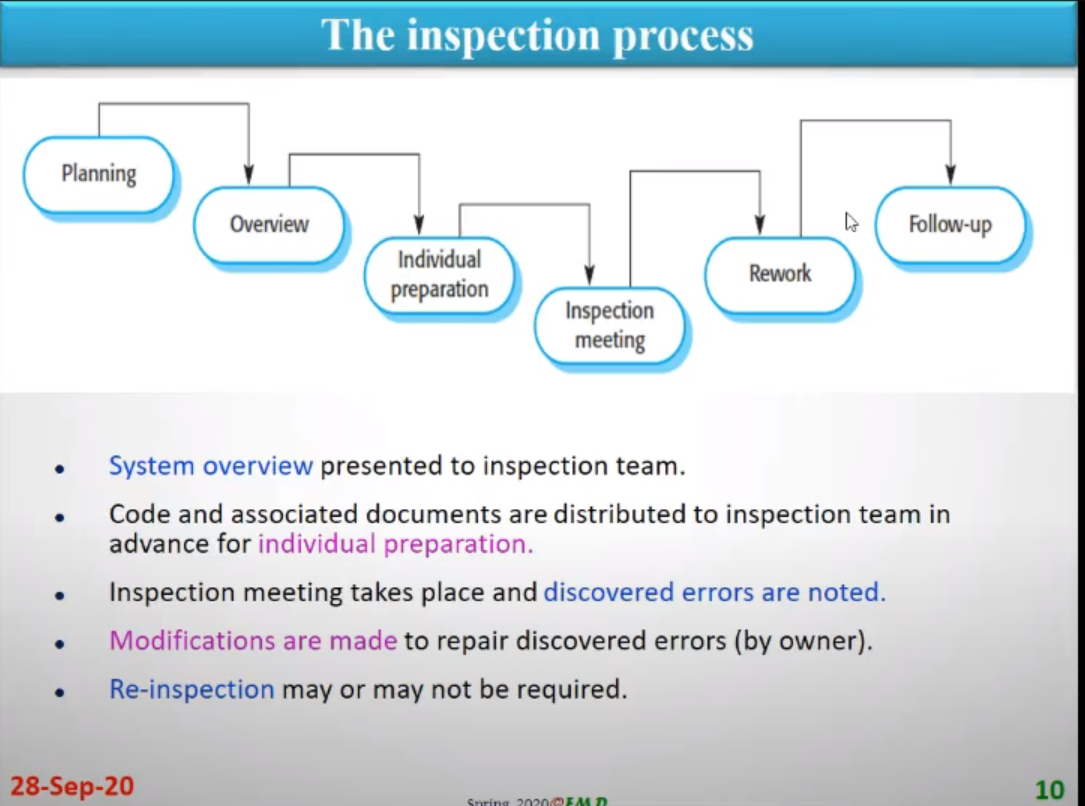 The inspection process
Planning
Overview
Individual
preparation
Inspection
meeting
Rework
Follow-up
• System overview presented to inspection team.
• Code and associated documents are distributed to inspection team in
advance for individual preparation.
• Inspection meeting takes place and discovered errors are noted.
• Modifications are made to repair discovered errors (by owner).
• Re-inspection may or may not be required.
28-Sep-20
Spring 2020©FMD
10